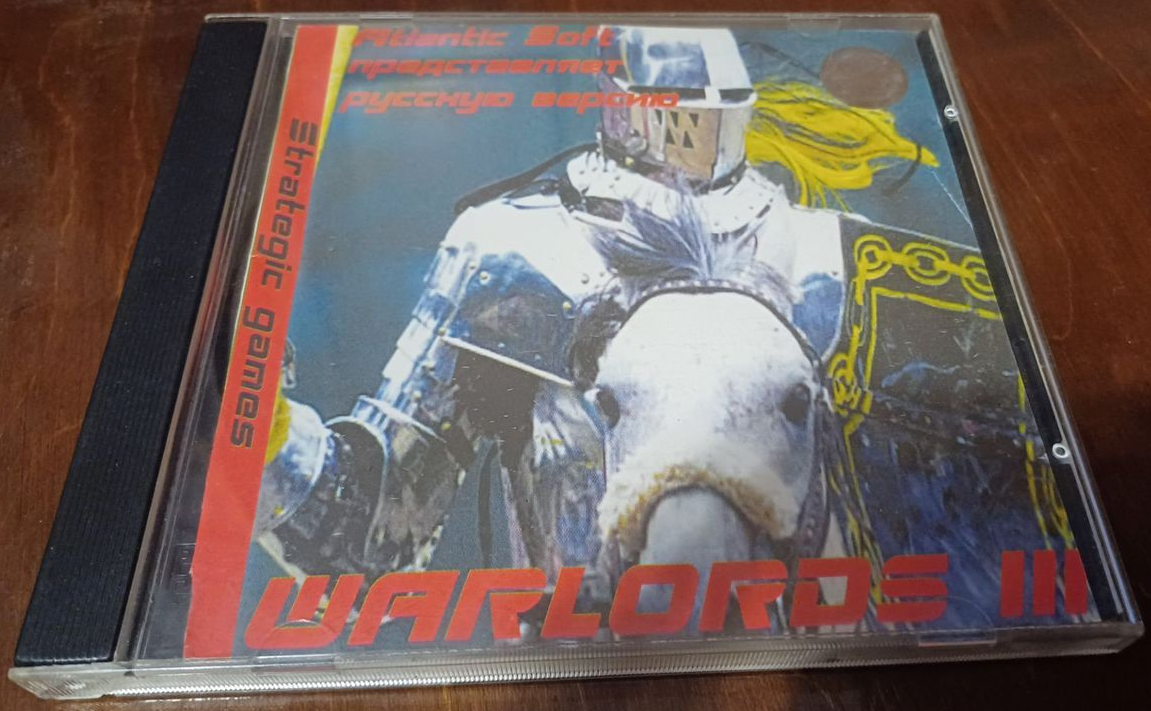 Atlantic Soft
представляет
русскую версию
Strategic games
WARLORDS III